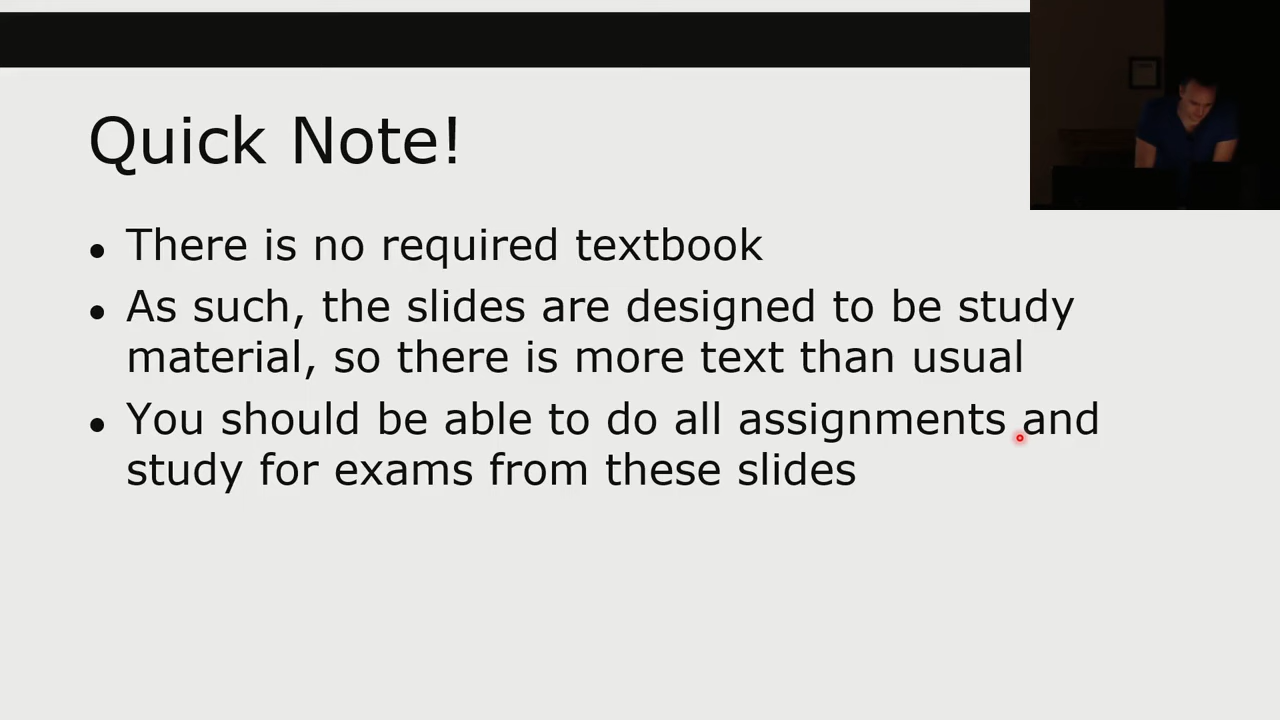 Quick Note!
• There is no required textbook
• As such, the slides are designed to be study
material, so there is more text than usual
• You should be able to do all assignments and
study for exams from these slides